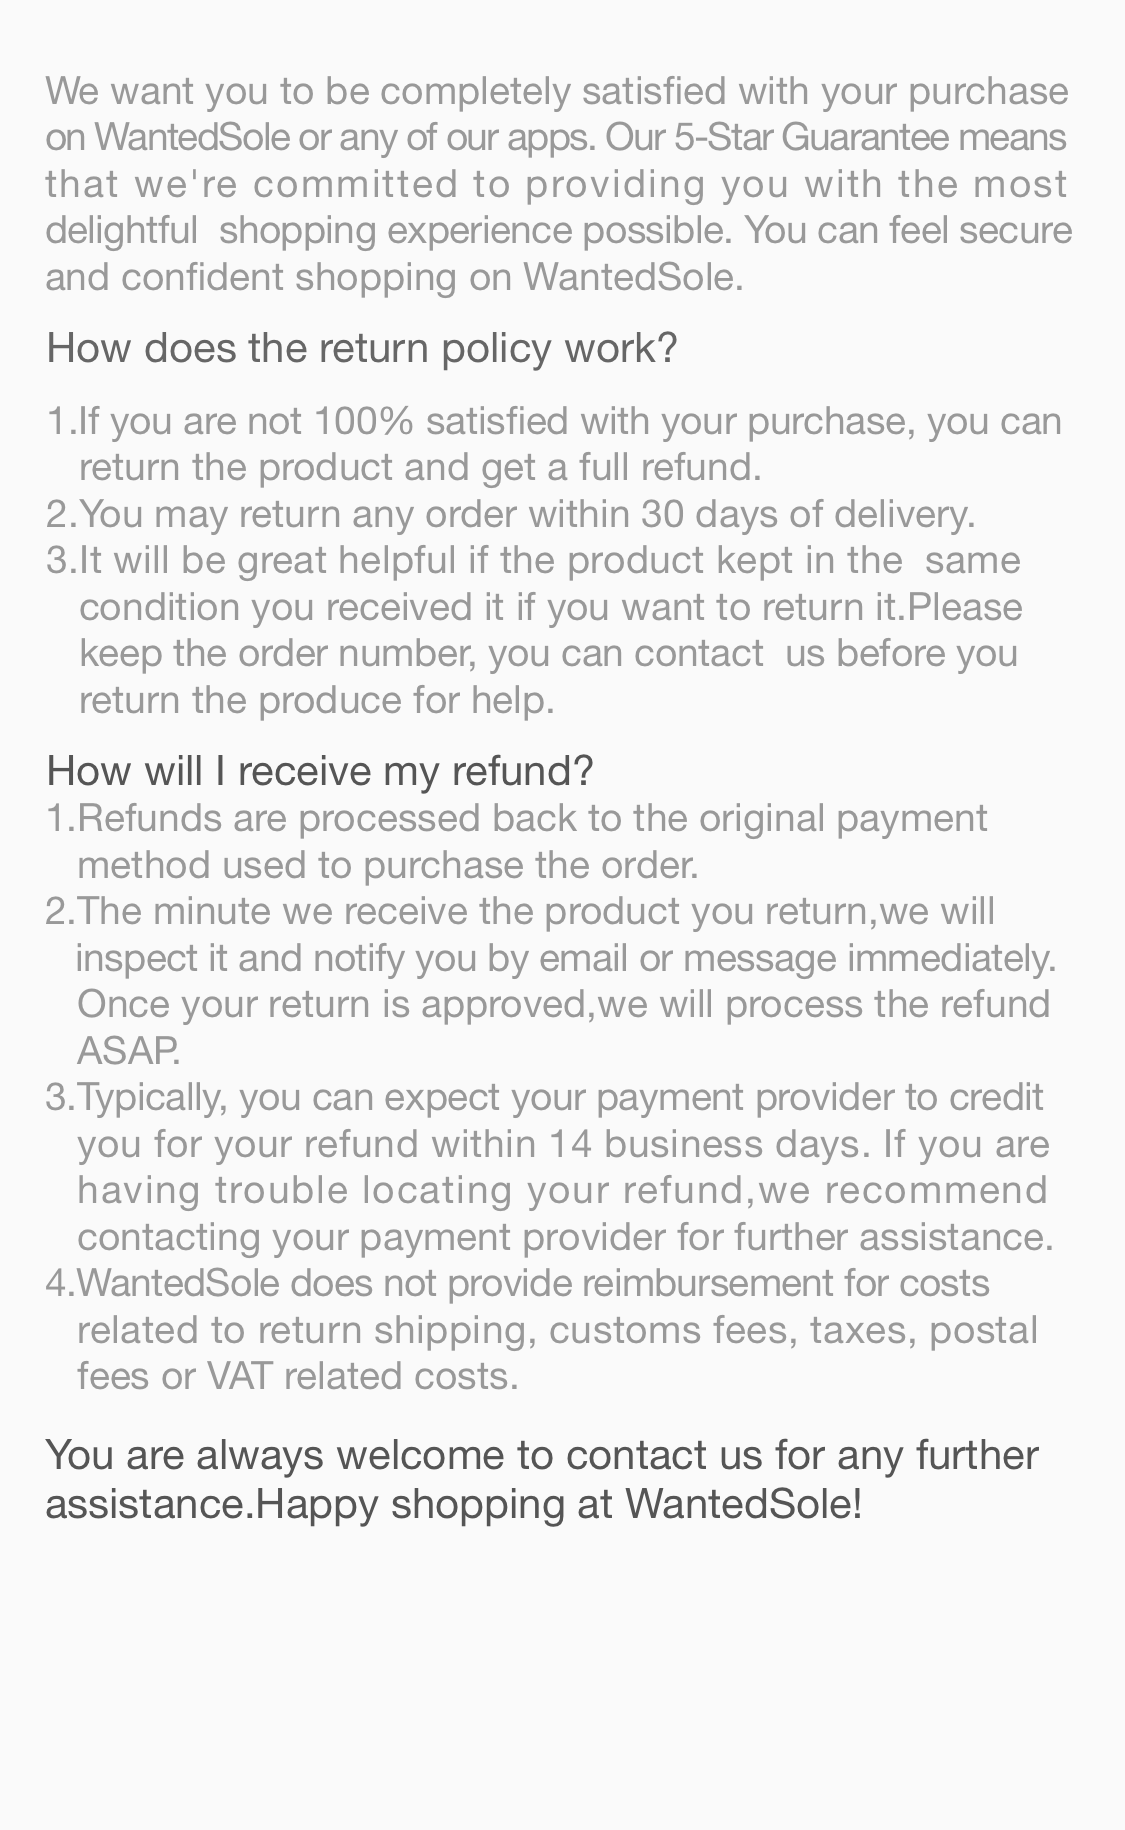 We want you to be completely satisfied with your purchase
on WantedSole or any of our apps. Our 5-Star Guarantee means
that we're committed to providing you with the most
delightful  shopping experience possible. You can feel secure
and confident shopping on WantedSole.
How does the return policy work?
1.If you are not 100% satisfied with your purchase, you can
return the product and get a full refund.
2.You may return any order within 30 days of delivery.
3.It will be great helpful if the product kept in the  same
condition you received it if you want to return it.Please
keep the order number, you can contact  us before you
return the produce for help.
How will I receive my refund?
1.Refunds are processed back to the original payment
method used to purchase the order.
2.The minute we receive the product you return,we will
inspect it and notify you by email or message immediately.
Once your return is approved,we will process the refund
ASAP.
3.Typically, you can expect your payment provider to credit
you for your refund within 14 business days. If you are
having trouble locating your refund,we recommend
contacting your payment provider for further assistance.
4.WantedSole does not provide reimbursement for costs
related to return shipping, customs fees, taxes, postal
fees or VAT related costs.
You are always welcome to contact us for any further
assistance.Happy shopping at WantedSole!